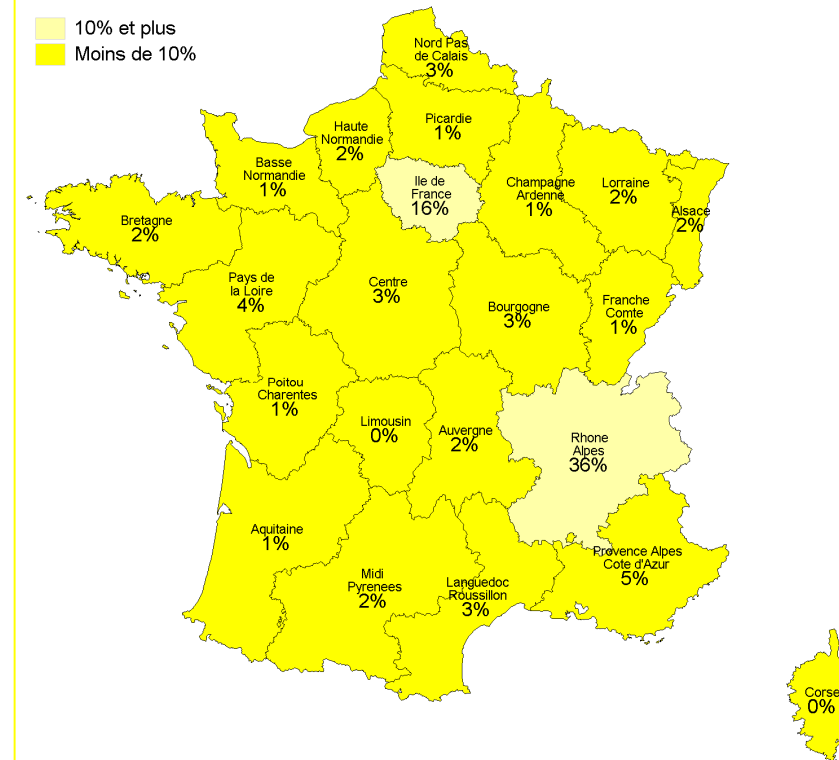 10% et plus
Moins de 10%
Nord Pas
de Calais
3%
Picardie
1%
Haute
Normandie
2%
Basse
Normandie
1%
Ile de
France
16%
Champagne
Ardenne
1%
Lorraine
2%
Alsace
2%
Bretagne
2%
Pays de
la Loire
4%
Centre
3%
Bourgogne
3%
Franche
Comte
1%
Poitou
Charentes
1%
Limousin
0%
Auvergne
2%
Rhone
Alpes
36%
Aquitaine
1%
Midi
Pyrenees
2%
Languedoc
Roussillon
3%
Provence Alpes
Cote d'Azur
5%
Corse
0%